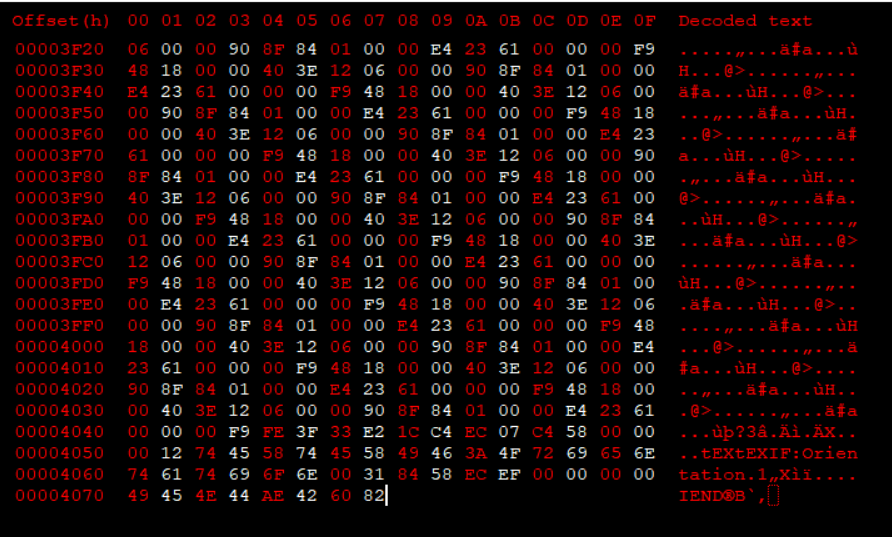 Offset(h) 00 01 02 03 04 05 06 07 08 09 0A 0B 0C 0D 0E 0F Decoded text
00003F20 06 00 00 90 8F 84 01 00 00 E4 23 61 00 00 00 F9 .....„...ä#a...ù
00003F30 48 18 00 00 40 3E 12 06 00 00 90 8F 84 01 00 00 H...@>......„...
00003F40 E4 23 61 00 00 00 F9 48 18 00 00 40 3E 12 06 00 ä#a...ùH...@>...
00003F50 00 90 8F 84 01 00 00 E4 23 61 00 00 00 F9 48 18 ...„...ä#a...ùH.
00003F60 00 00 40 3E 12 06 00 00 90 8F 84 01 00 00 E4 23 ..@>......„...ä#
00003F70 61 00 00 00 F9 48 18 00 00 40 3E 12 06 00 00 90 a...ùH...@>.....
00003F80 8F 84 01 00 00 E4 23 61 00 00 00 F9 48 18 00 00 .„...ä#a...ùH...
00003F90 40 3E 12 06 00 00 90 8F 84 01 00 00 E4 23 61 00 @>......„...ä#a.
00003FA0 00 00 F9 48 18 00 00 40 3E 12 06 00 00 90 8F 84 ..ùH...@>......„
00003FB0 01 00 00 E4 23 61 00 00 00 F9 48 18 00 00 40 3E ...ä#a...ùH...@>
00003FC0 12 06 00 00 90 8F 84 01 00 00 E4 23 61 00 00 00 ......„...ä#a...
00003FD0 F9 48 18 00 00 40 3E 12 06 00 00 90 8F 84 01 00 ùH...@>......„..
00003FE0 00 E4 23 61 00 00 00 F9 48 18 00 00 40 3E 12 06 .ä#a...ùH...@>..
00003FF0 00 00 90 8F 84 01 00 00 E4 23 61 00 00 00 F9 48 ....„...ä#a...ùH
00004000 18 00 00 40 3E 12 06 00 00 90 8F 84 01 00 00 E4 ...@>......„...ä
00004010 23 61 00 00 00 F9 48 18 00 00 40 3E 12 06 00 00 #a...ùH...@>....
00004020 90 8F 84 01 00 00 E4 23 61 00 00 00 F9 48 18 00 ..„...ä#a...ùH..
00004030 00 40 3E 12 06 00 00 90 8F 84 01 00 00 E4 23 61 .@>......„...ä#a
00004040 00 00 00 F9 FE 3F 33 E2 1C C4 EC 07 C4 58 00 00 ...ùþ?3â.Äì.ÄX..
00004050 00 12 74 45 58 74 45 58 49 46 3A 4F 72 69 65 6E ..tEXtEXIF:Orien
00004060 74 61 74 69 6F 6E 00 31 84 58 EC EF 00 00 00 00 tation.1„Xìï....
00004070 49 45 4E 44 AE 42 60 82 IEND®B`‚